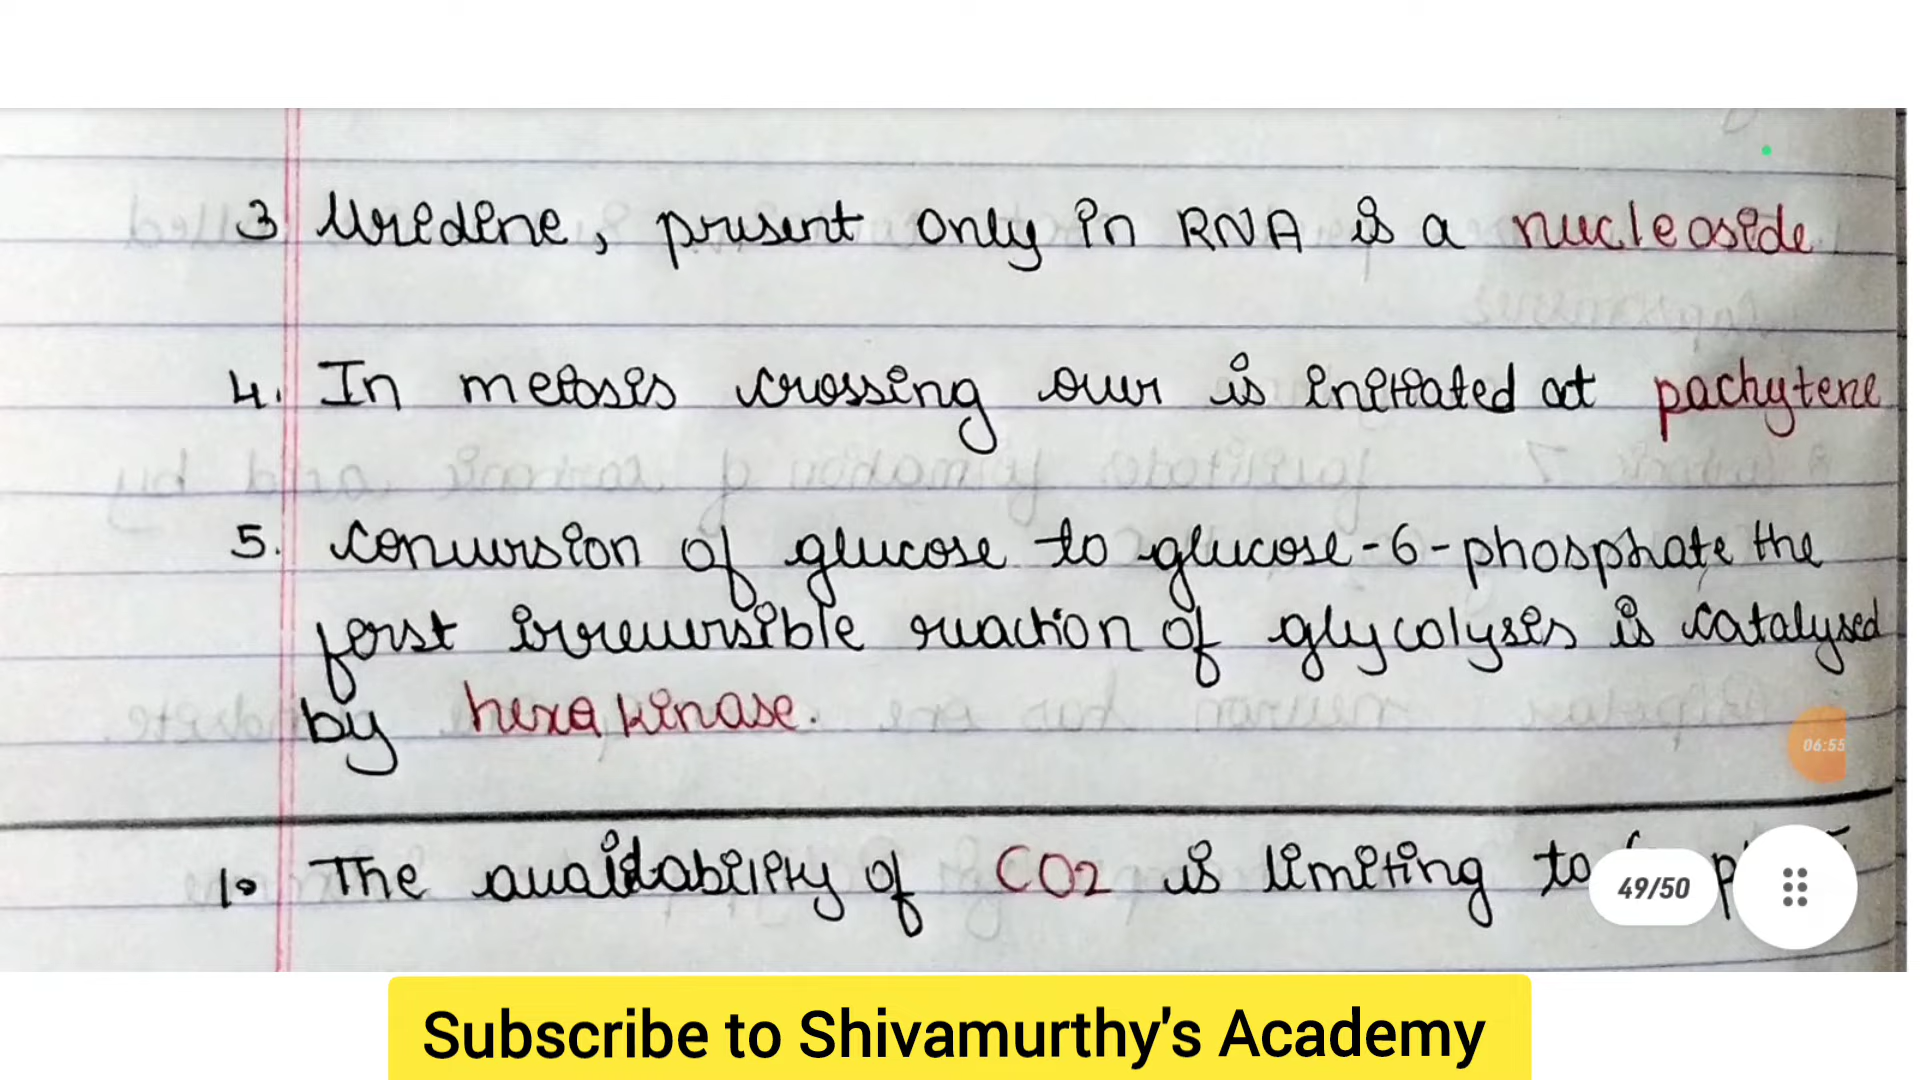 3 Uridine, present only in RNA is a nucleoside
4. In meiosis crossing over is initiated at pachytene
5. conversion of glucose to glucose-6-phosphate the
first irreversible reaction of glycolysis is catalysed
by hexakinase.
06:55
1. The availability of CO2 is limiting to
49/50
Subscribe to Shivamurthy's Academy